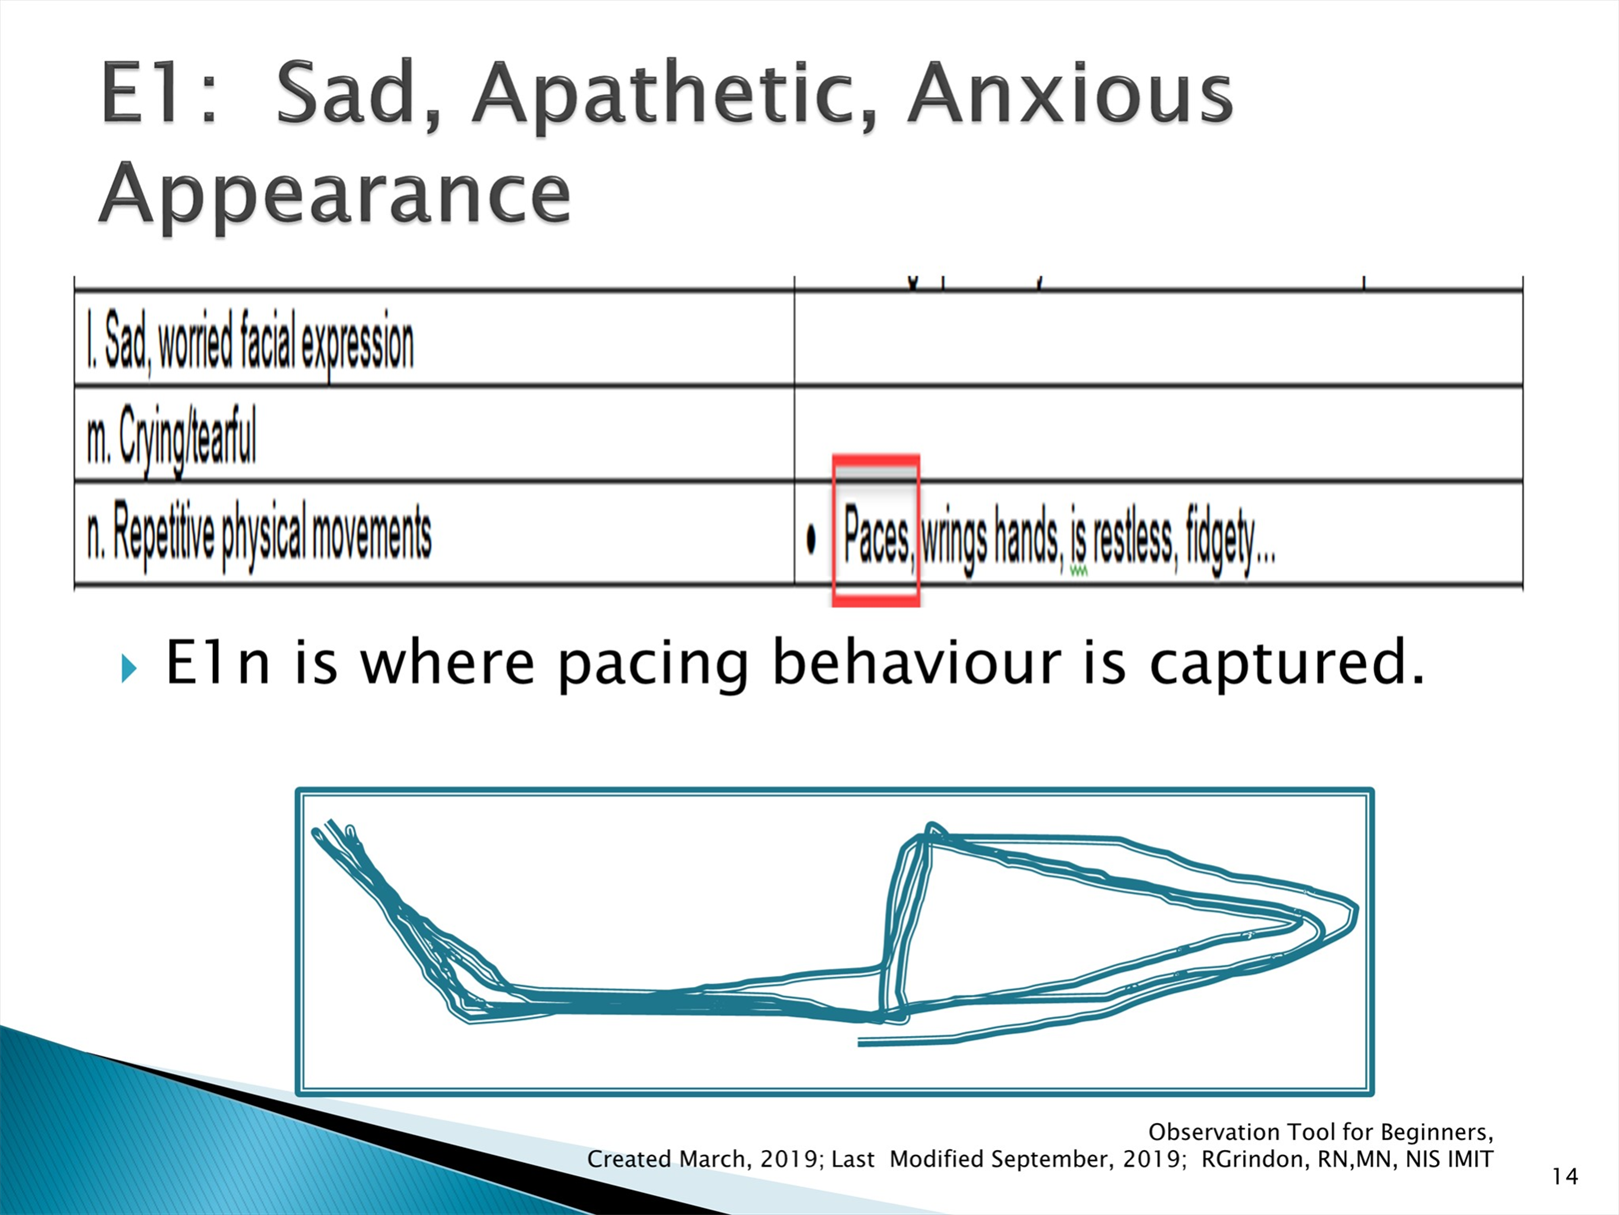 E1:  Sad, Apathetic, Anxious
Appearance
l. Sad, worried facial expression
m. Crying/tearful
n. Repetitive physical movements
• Paces, wrings hands, is restless, fidgety...
E1n is where pacing behaviour is captured.
Observation Tool for Beginners,
Created March, 2019; Last  Modified September, 2019;  RGrindon, RN,MN, NIS IMIT
14